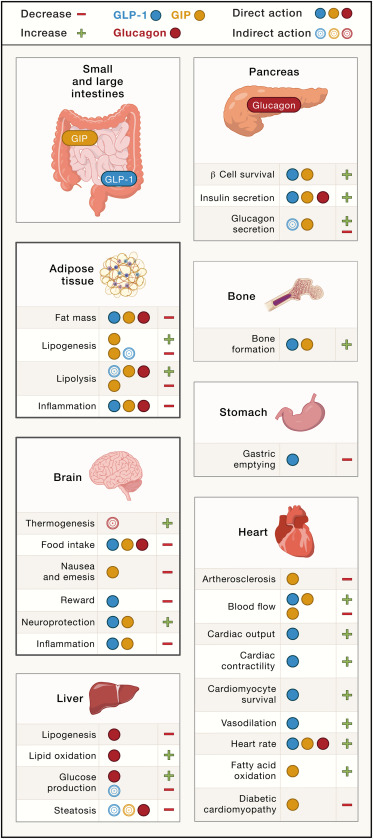 Decrease − GLP-1 GIP Direct action
Increase + Glucagon Indirect action
Small
and large
intestines
GIP
GLP-1
Pancreas
Glucagon
β Cell survival +
Insulin secretion +
Glucagon
secretion +
−
Adipose
tissue
Fat mass −
Lipogenesis +
−
Lipolysis +
−
Inflammation −
Bone
Bone
formation +
Stomach
Gastric
emptying −
Brain
Thermogenesis +
Food intake −
Nausea
and emesis −
Reward −
Neuroprotection +
Inflammation −
Heart
Artherosclerosis −
Blood flow +
−
Cardiac output +
Cardiac
contractility +
Cardiomyocyte
survival +
Vasodilation +
Heart rate +
Fatty acid
oxidation +
Diabetic
cardiomyopathy −
Liver
Lipogenesis −
Lipid oxidation +
Glucose
production +
−
Steatosis −